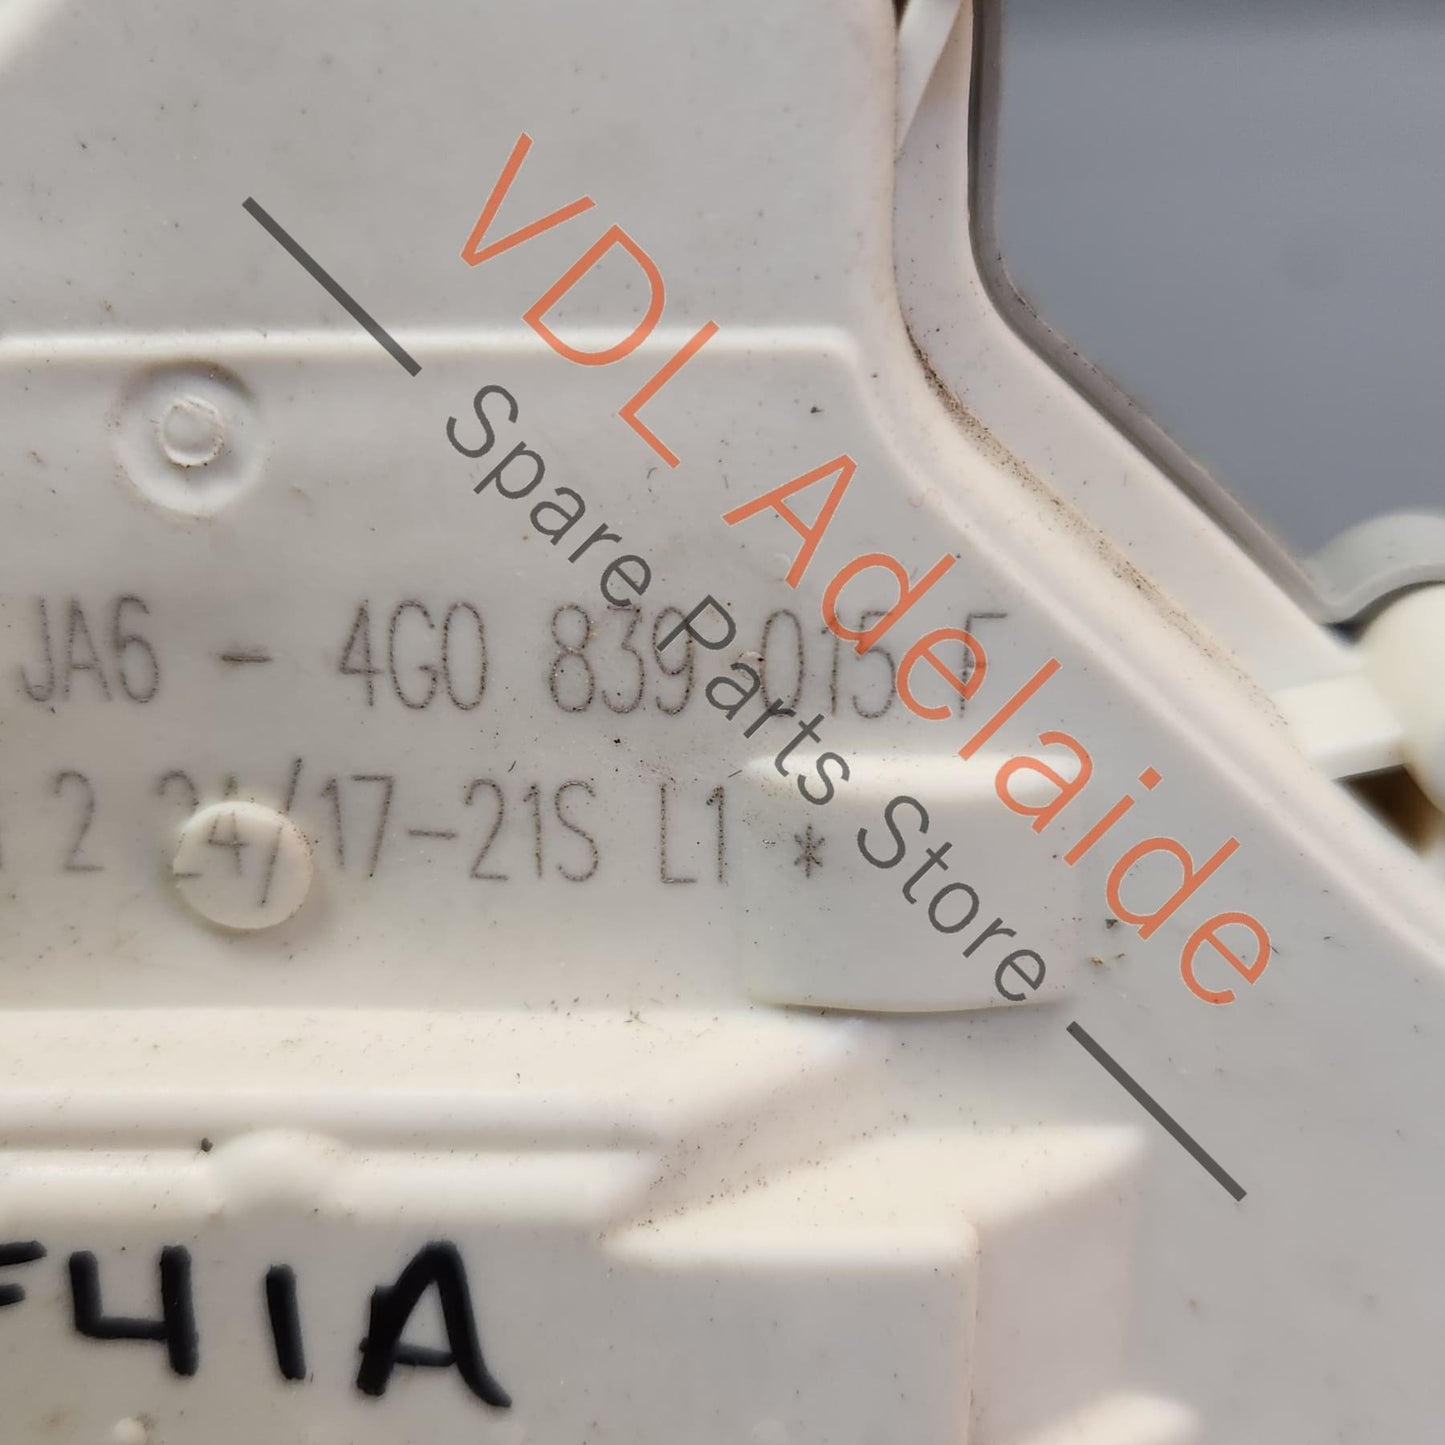 VDL Adelaide
Spare Parts Store
JA6 - 4G0 839 015 F
2 24/17-21S L1 *
F41A